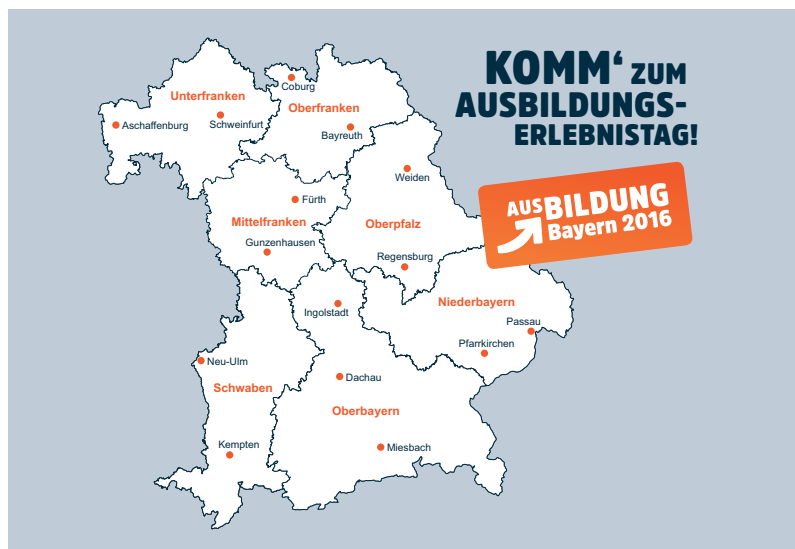 KOMM‘ ZUM
AUSBILDUNGS-
ERLEBNISTAG!
AUSBILDUNG
Bayern 2016
Coburg
Unterfranken
Oberfranken
Aschaffenburg
Schweinfurt
Bayreuth
Weiden
Fürth
Mittelfranken
Oberpfalz
Gunzenhausen
Regensburg
Niederbayern
Ingolstadt
Passau
Pfarrkirchen
Neu-Ulm
Dachau
Schwaben
Oberbayern
Kempten
Miesbach